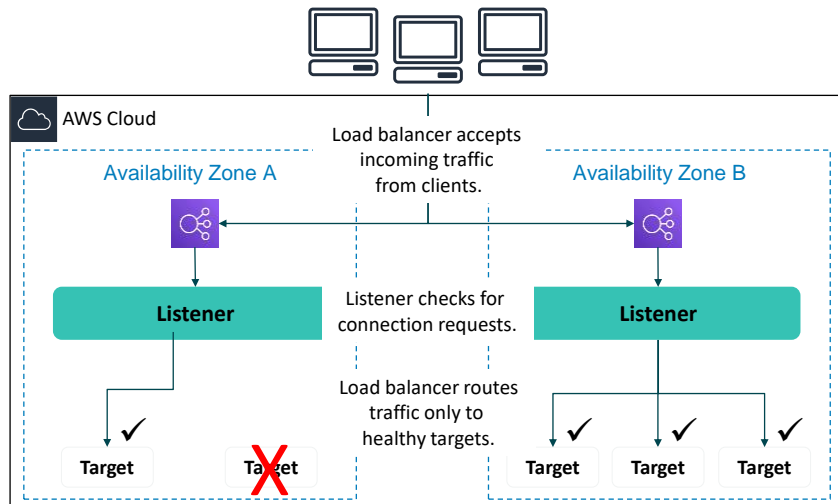 AWS Cloud
Load balancer accepts
incoming traffic
from clients.
Availability Zone A
Availability Zone B
Listener
Listener checks for
connection requests.
Listener
Load balancer routes
traffic only to
healthy targets.
Target
Target
Target
Target
Target